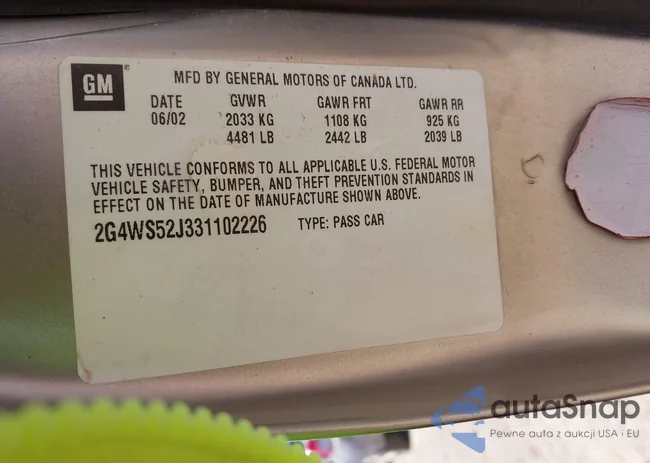 GM MFD BY GENERAL MOTORS OF CANADA LTD.
DATE GVWR GAWR FRT GAWR RR
06/02 2033 KG 1108 KG 925 KG
4481 LB 2442 LB 2039 LB
THIS VEHICLE CONFORMS TO ALL APPLICABLE U.S. FEDERAL MOTOR
VEHICLE SAFETY, BUMPER, AND THEFT PREVENTION STANDARDS IN
EFFECT ON THE DATE OF MANUFACTURE SHOWN ABOVE.
2G4WS52J331102226 TYPE: PASS CAR
autaSnap
Pewne auta z aukcji USA i EU